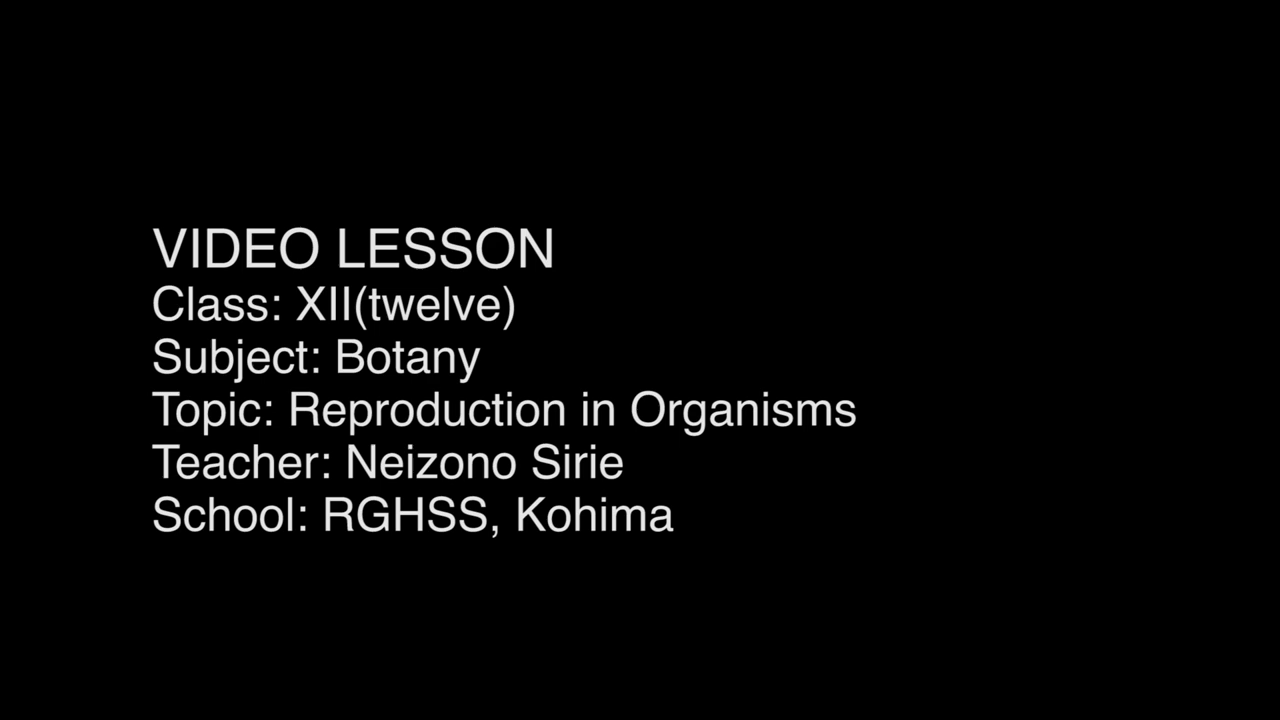 VIDEO LESSON
Class: XII(twelve)
Subject: Botany
Topic: Reproduction in Organisms
Teacher: Neizono Sirie
School: RGHSS, Kohima